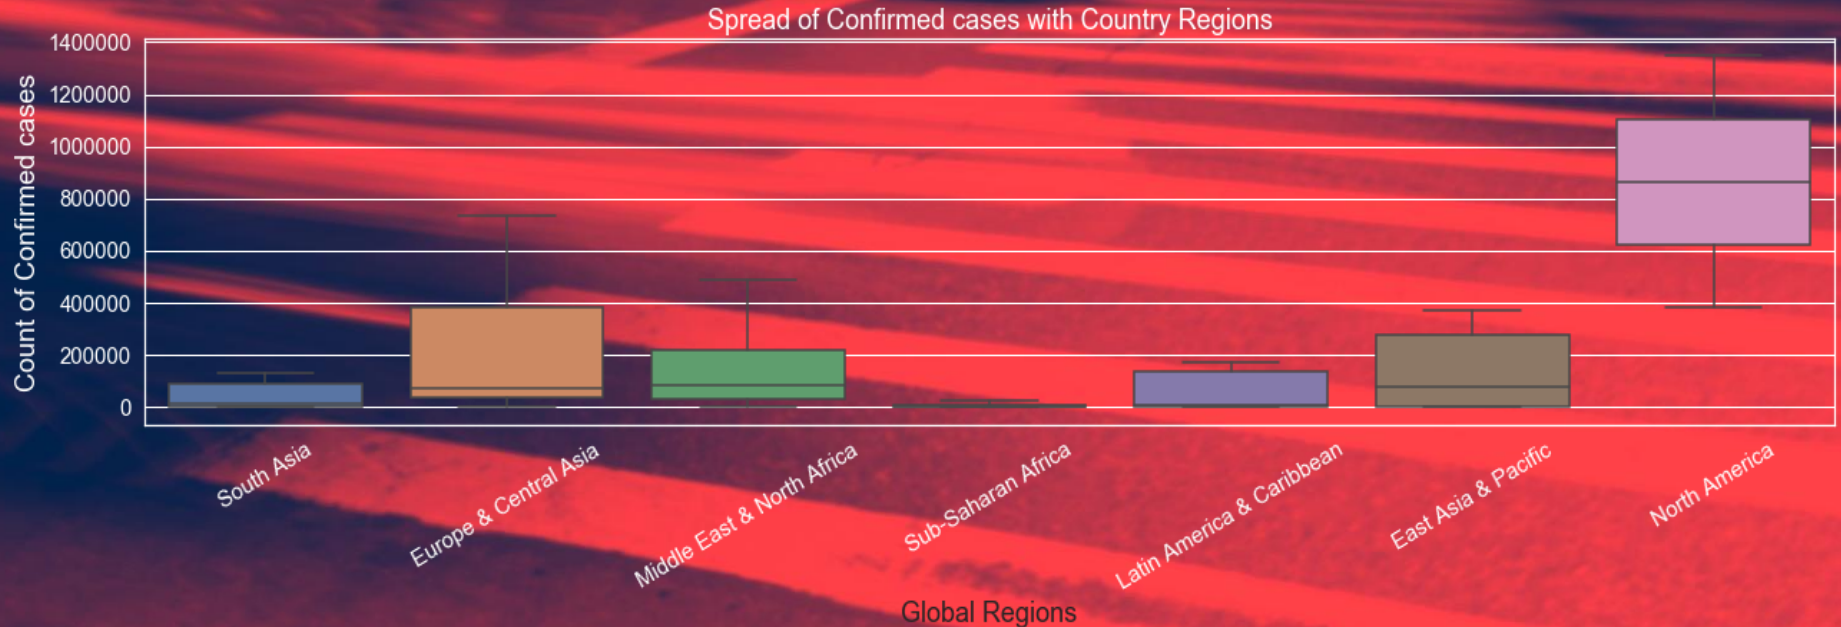 Spread of Confirmed cases with Country Regions
Count of Confirmed cases
1400000
1200000
1000000
800000
600000
400000
200000
0
South Asia
Europe & Central Asia
Middle East & North Africa
Sub-Saharan Africa
Latin America & Caribbean
East Asia & Pacific
North America
Global Regions